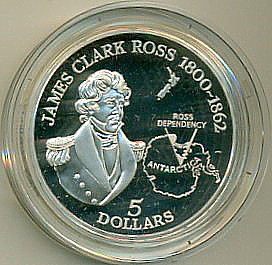 JAMES CLARK ROSS 1800-1862
ROSS
DEPENDENCY
ANTARCTICA
5
DOLLARS